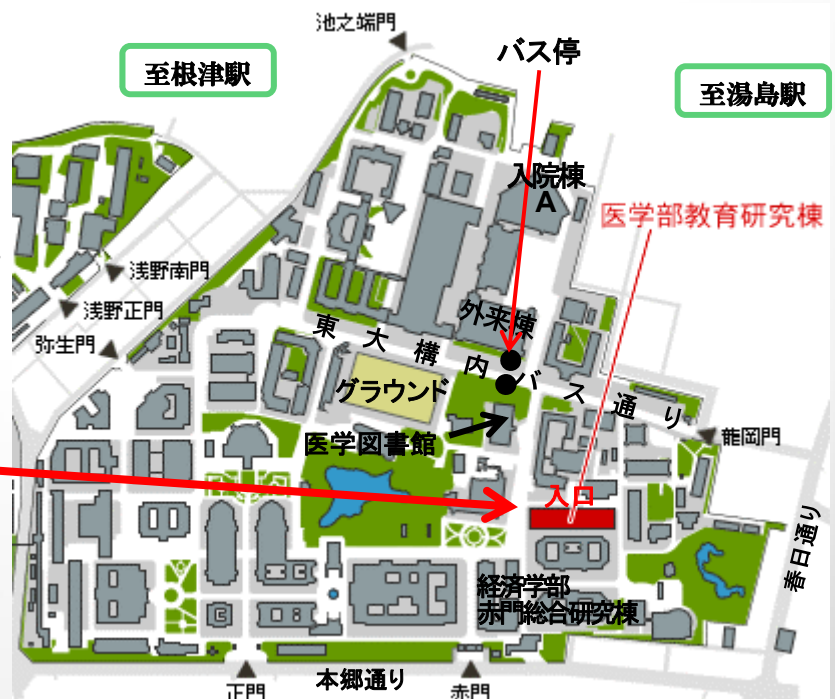 池之端門
バス停
至根津駅
至湯島駅
入院棟
A
医学部教育研究棟
浅野南門
浅野正門
弥生門
外来棟
東大構内バス通り
グラウンド
医学図書館
龍岡門
入口
春日通り
経済学部
赤門総合研究棟
本郷通り
正門
赤門